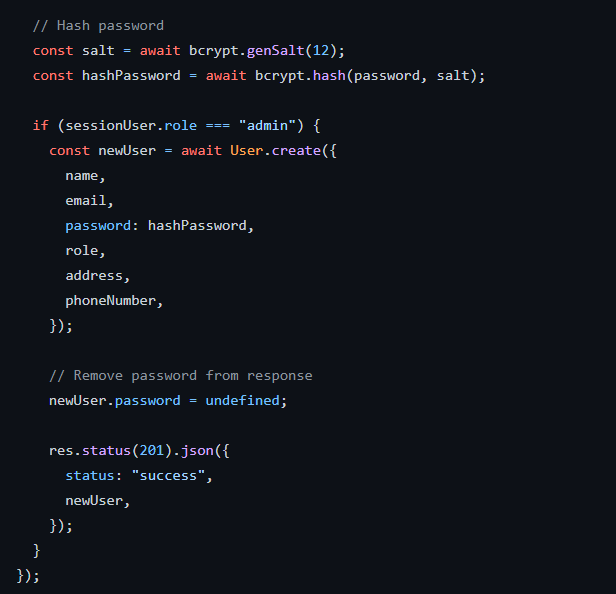 // Hash password
const salt = await bcrypt.genSalt(12);
const hashPassword = await bcrypt.hash(password, salt);
if (sessionUser.role === "admin") {
const newUser = await User.create({
name,
email,
password: hashPassword,
role,
address,
phoneNumber,
});
// Remove password from response
newUser.password = undefined;
res.status(201).json({
status: "success",
newUser,
});
}
});